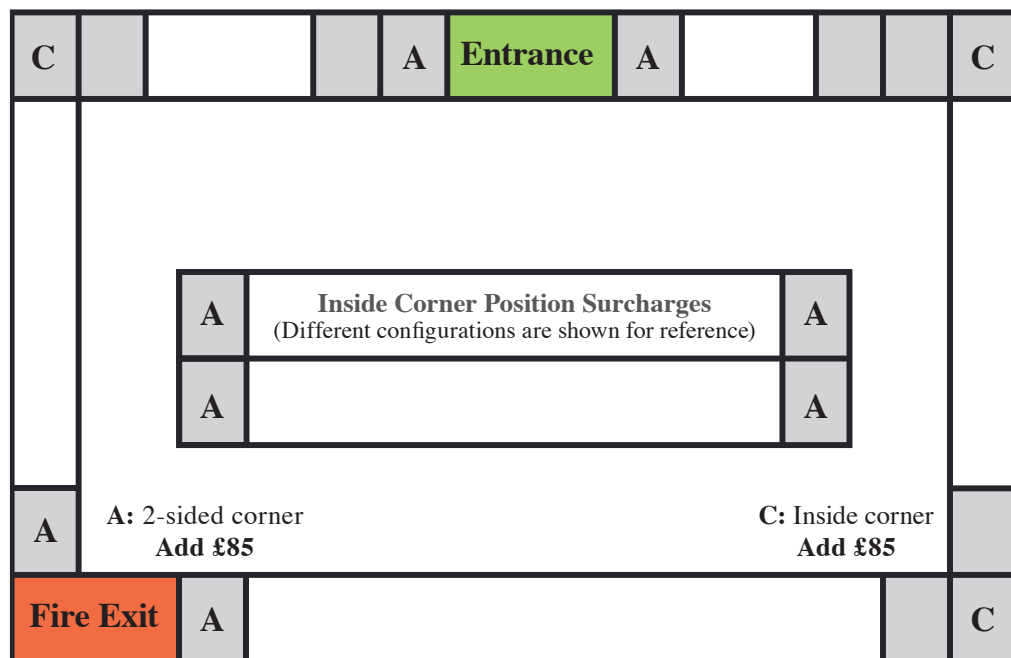 C
A
Entrance
A
C
A
Inside Corner Position Surcharges
(Different configurations are shown for reference)
A
A
A
A
A: 2-sided corner
Add £85
C: Inside corner
Add £85
Fire Exit
A
C